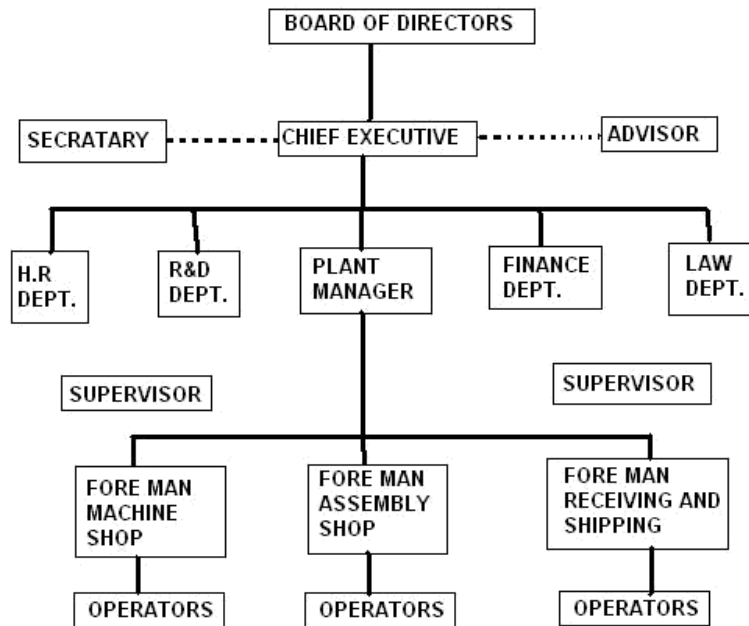 BOARD OF DIRECTORS
SECRATARY
CHIEF EXECUTIVE
ADVISOR
H.R
DEPT.
R&D
DEPT.
PLANT
MANAGER
FINANCE
DEPT.
LAW
DEPT.
SUPERVISOR
SUPERVISOR
FORE MAN
MACHINE
SHOP
FORE MAN
ASSEMBLY
SHOP
FORE MAN
RECEIVING AND
SHIPPING
OPERATORS
OPERATORS
OPERATORS